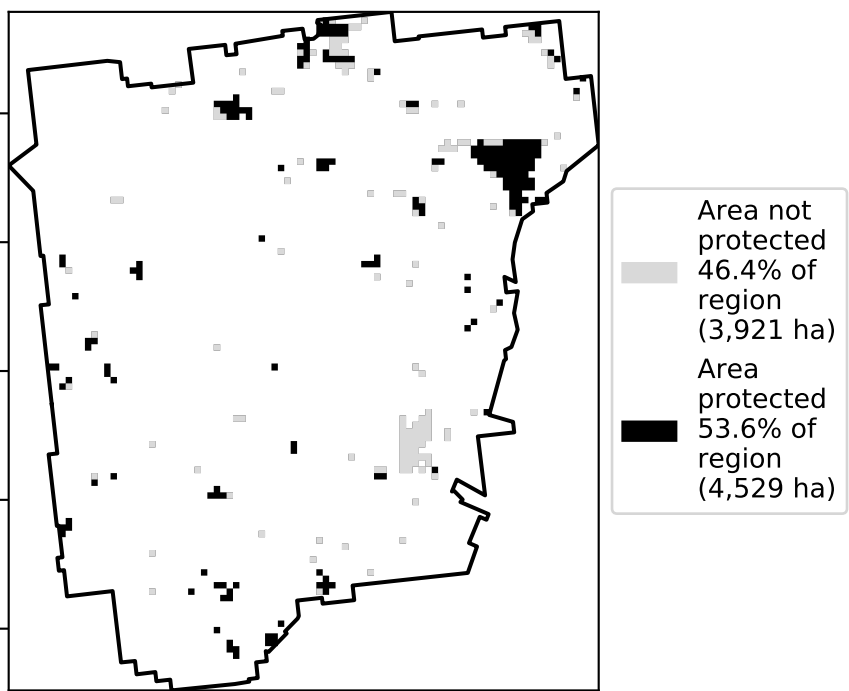 Area not
protected
46.4% of
region
(3,921 ha)
Area
protected
53.6% of
region
(4,529 ha)